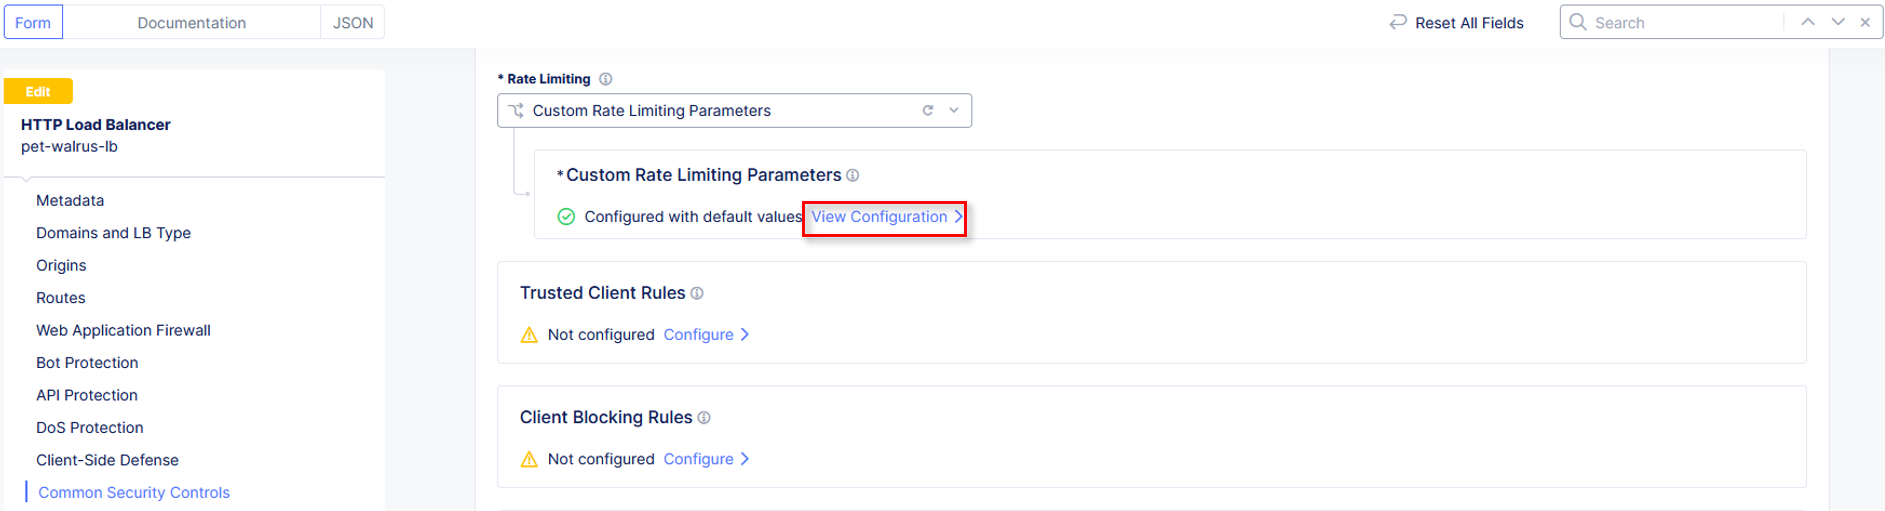 Form
Documentation
JSON
Reset All Fields
Search
Edit
HTTP Load Balancer
pet-walrus-lb
Metadata
Domains and LB Type
Origins
Routes
Web Application Firewall
Bot Protection
API Protection
DoS Protection
Client-Side Defense
Common Security Controls
* Rate Limiting
Custom Rate Limiting Parameters
* Custom Rate Limiting Parameters
Configured with default values View Configuration
Trusted Client Rules
Not configured Configure
Client Blocking Rules
Not configured Configure